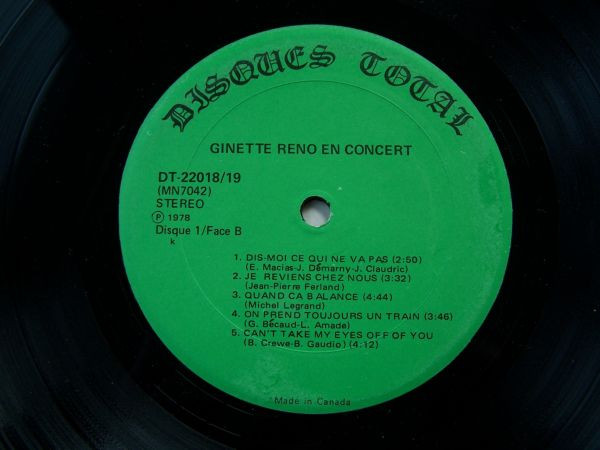 DISQUES TOTAL
GINETTE RENO EN CONCERT
DT-22018/19
(MN7042)
STEREO
Ⓟ 1978
Disque 1/Face B
k
1. DIS-MOI CE QUI NE VA PAS (2:50)
(E. Macias-J. Démarny-J. Claudric)
2. JE REVIENS CHEZ NOUS (3:32)
(Jean-Pierre Ferland)
3. QUAND CA BALANCE (4:44)
(Michel Legrand)
4. ON PREND TOUJOURS UN TRAIN (3:46)
(G. Bécaud-L. Amade)
5. CAN'T TAKE MY EYES OFF OF YOU
(B. Crewe-B. Gaudio) (4:12)
Made in Canada